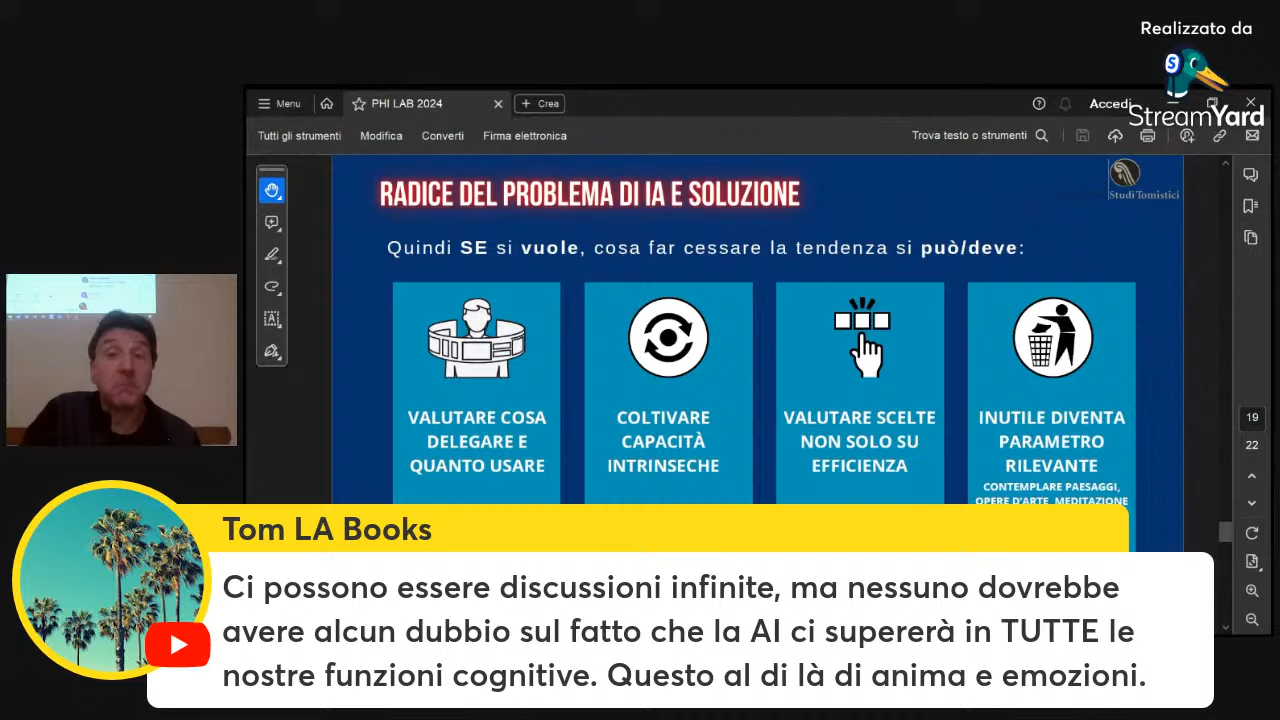 Realizzato da
StreamYard
Menu
PHI LAB 2024
Crea
Accedi
Tutti gli strumenti
Modifica
Converti
Firma elettronica
Trova testo o strumenti
Studi Tomistici
RADICE DEL PROBLEMA DI IA E SOLUZIONE
Quindi SE si vuole, cosa far cessare la tendenza si può/deve:
VALUTARE COSA
DELEGARE E
QUANTO USARE
COLTIVARE
CAPACITÀ
INTRINSECHE
VALUTARE SCELTE
NON SOLO SU
EFFICIENZA
INUTILE DIVENTA
PARAMETRO
RILEVANTE
CONTEMPLARE PAESAGGI,
OPERE D'ARTE, MEDITAZIONE
19
22
Tom LA Books
Ci possono essere discussioni infinite, ma nessuno dovrebbe
avere alcun dubbio sul fatto che la AI ci supererà in TUTTE le
nostre funzioni cognitive. Questo al di là di anima e emozioni.